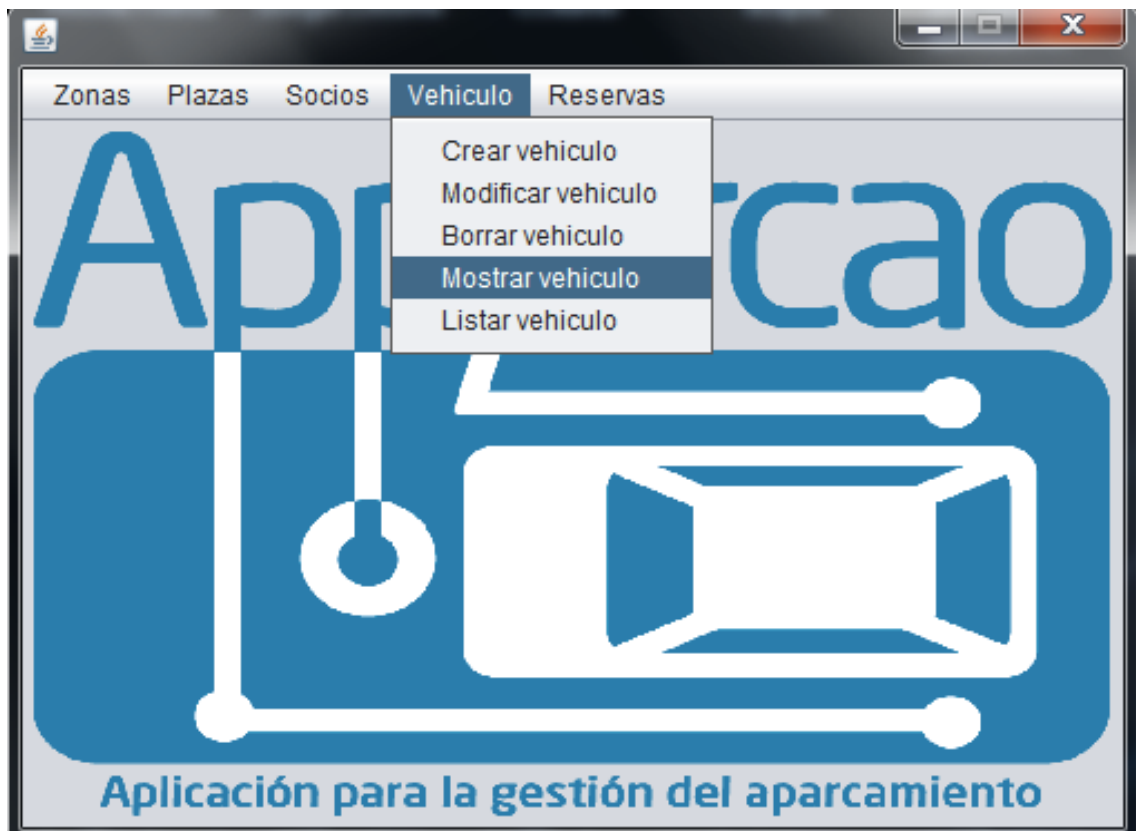 Zonas Plazas Socios Vehiculo Reservas
Crear vehiculo
Modificar vehiculo
Borrar vehiculo
Mostrar vehiculo
Listar vehiculo
Aplicación para la gestión del aparcamiento